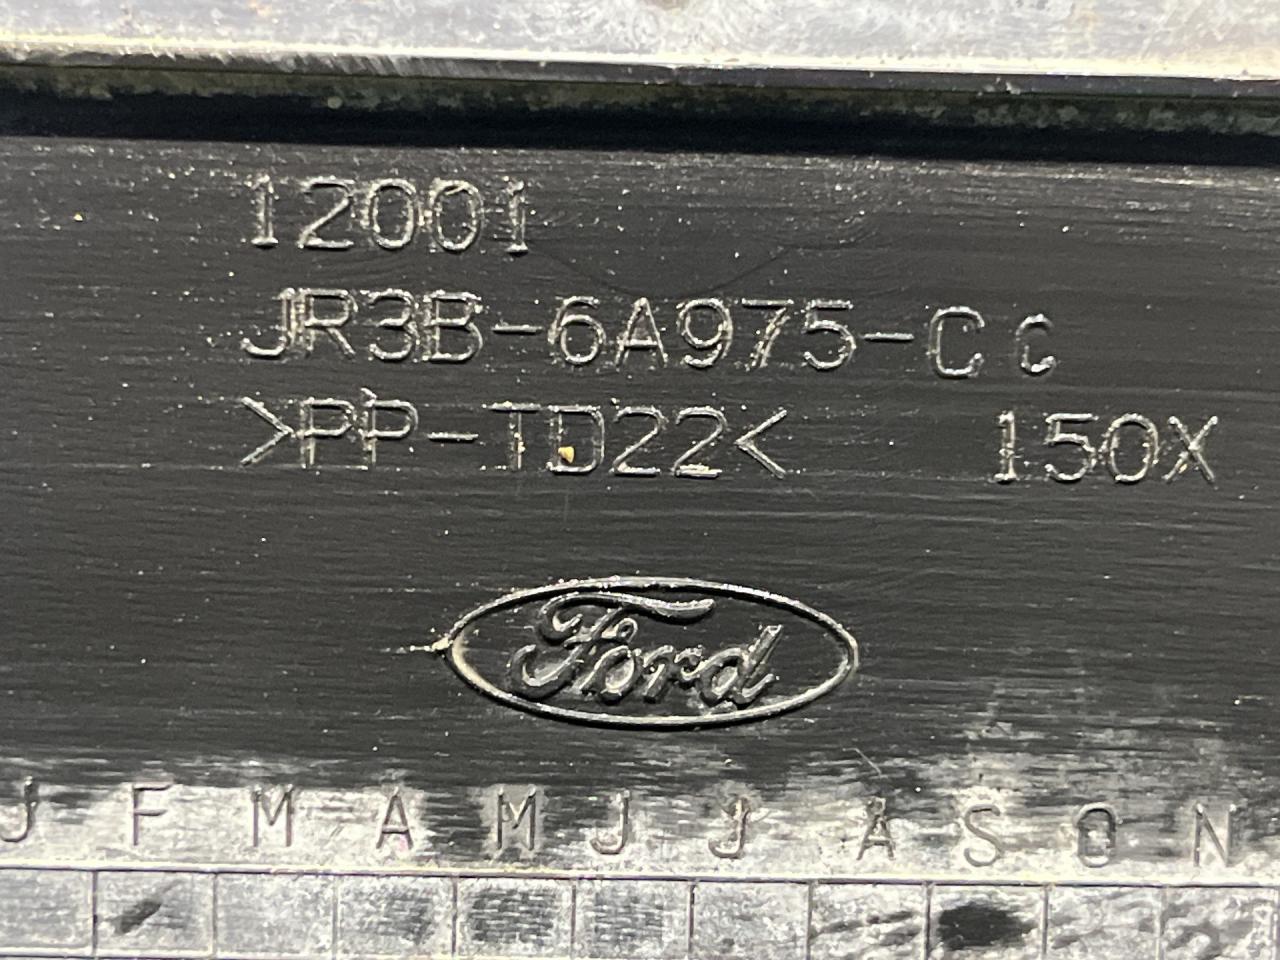 12001
JR3B-6A975-CC
>PP-TD22< 150X
Ford
J F M A M J J A S O N